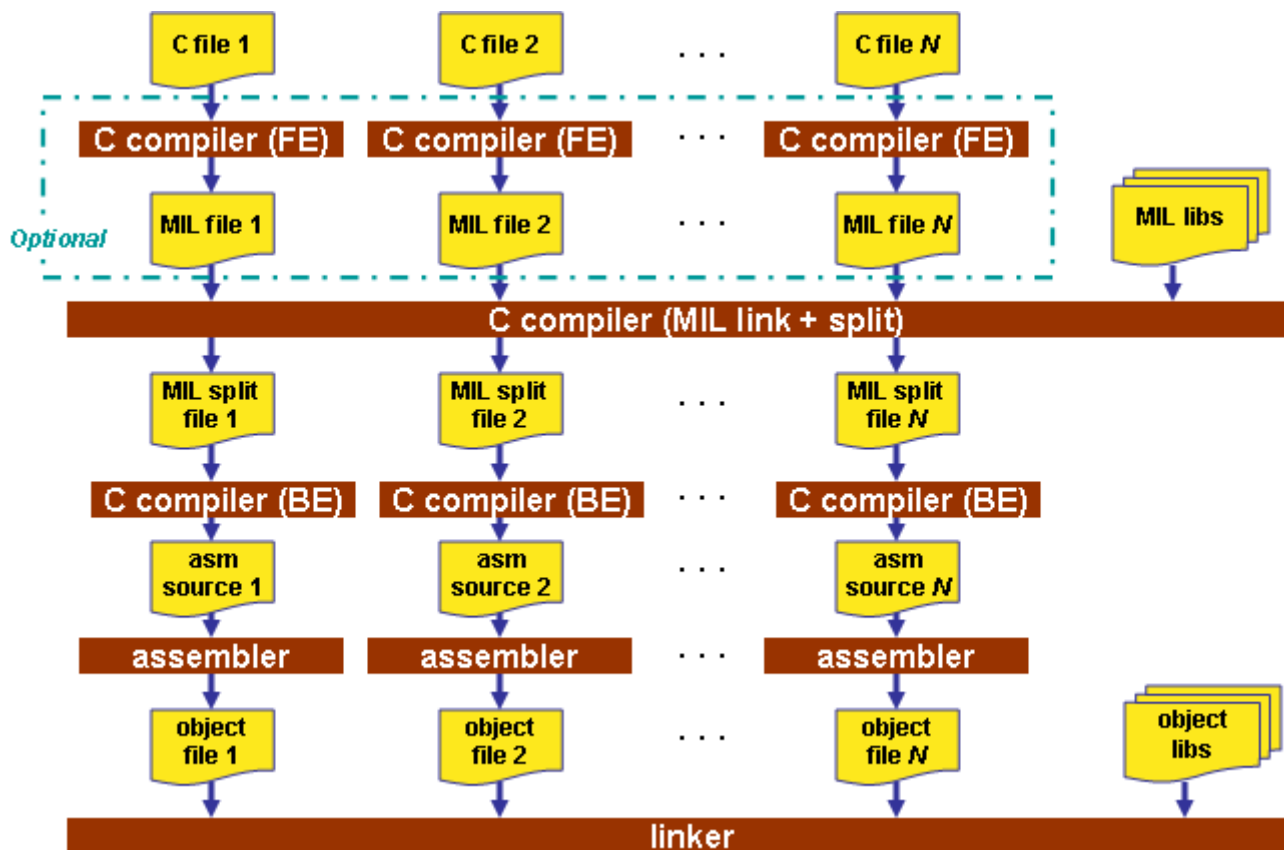 C file 1
C file 2
. . .
C file N
C compiler (FE)
C compiler (FE)
. . .
C compiler (FE)
MIL file 1
MIL file 2
. . .
MIL file N
MIL libs
Optional
C compiler (MIL link + split)
MIL split
file 1
MIL split
file 2
. . .
MIL split
file N
C compiler (BE)
C compiler (BE)
. . .
C compiler (BE)
asm
source 1
asm
source 2
. . .
asm
source N
assembler
assembler
. . .
assembler
object
file 1
object
file 2
. . .
object
file N
object
libs
linker